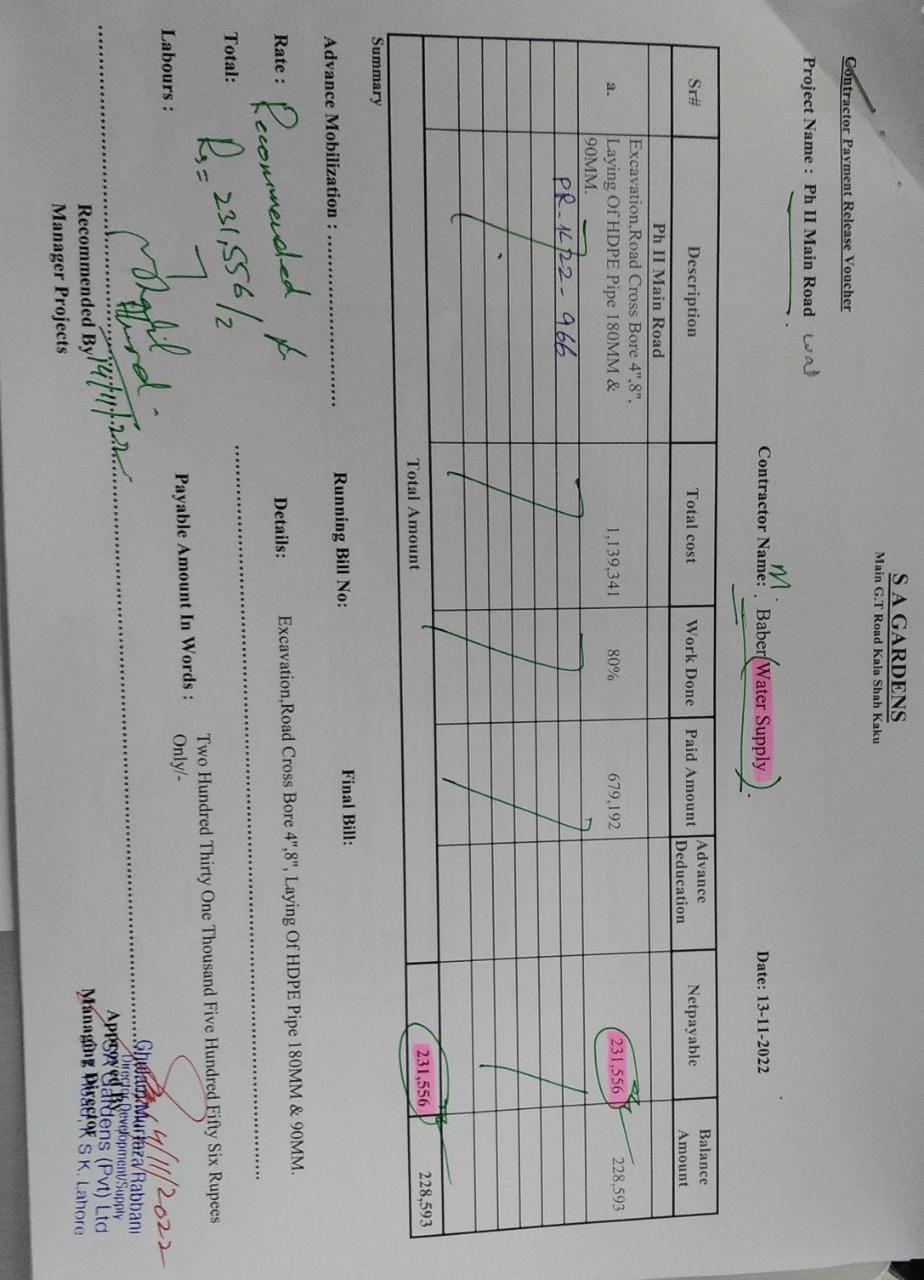 S A GARDENS
Main G.T Road Kala Shah Kaku
Contractor Payment Release Voucher
Project Name : Ph II Main Road wat
Contractor Name: M. Baber (Water Supply).
Date: 13-11-2022
Sr# Description Total cost Work Done Paid Amount Advance Deducation Netpayable Balance Amount
Ph II Main Road
a. Excavation,Road Cross Bore 4",8", 1,139,341 80% 679,192 231,556 228,593
Laying Of HDPE Pipe 180MM &
90MM.
PR-1422-966
Total Amount 231,556 228,593
Summary
Advance Mobilization : ........................
Running Bill No:
Final Bill:
Rate : Recommended
Details: Excavation,Road Cross Bore 4",8", Laying Of HDPE Pipe 180MM & 90MM.
Total: Rs= 231,556/2
Labours :
Payable Amount In Words : Two Hundred Thirty One Thousand Five Hundred Fifty Six Rupees
Only/-
14/11/22
4/11/2022
Recommended By
Manager Projects
Ghulam Murtaza Rabbani
Director Development/Supply
Approved By
SA Gardens (Pvt) Ltd
Managing Director
Road, K S K. Lahore